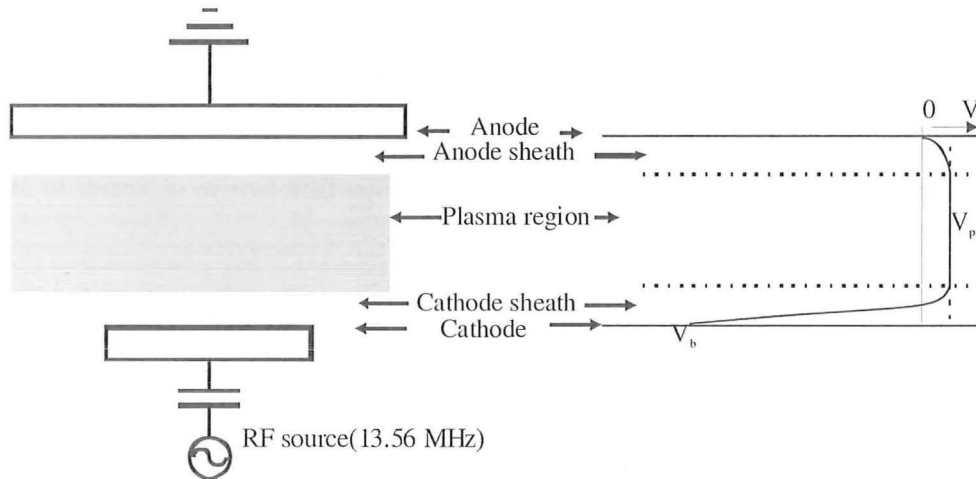 0 V
Anode
Anode sheath
Plasma region
V_p
Cathode sheath
Cathode
V_b
RF source(13.56 MHz)